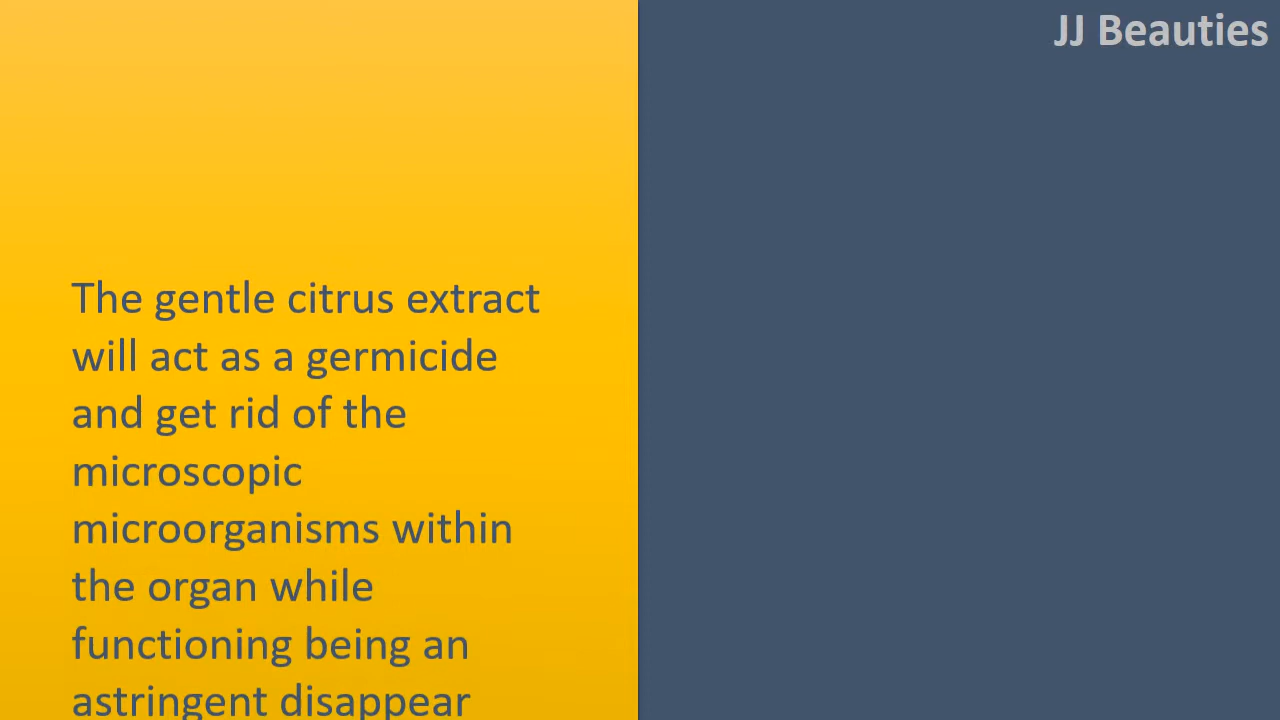 JJ Beauties
The gentle citrus extract
will act as a germicide
and get rid of the
microscopic
microorganisms within
the organ while
functioning being an
astringent disappear